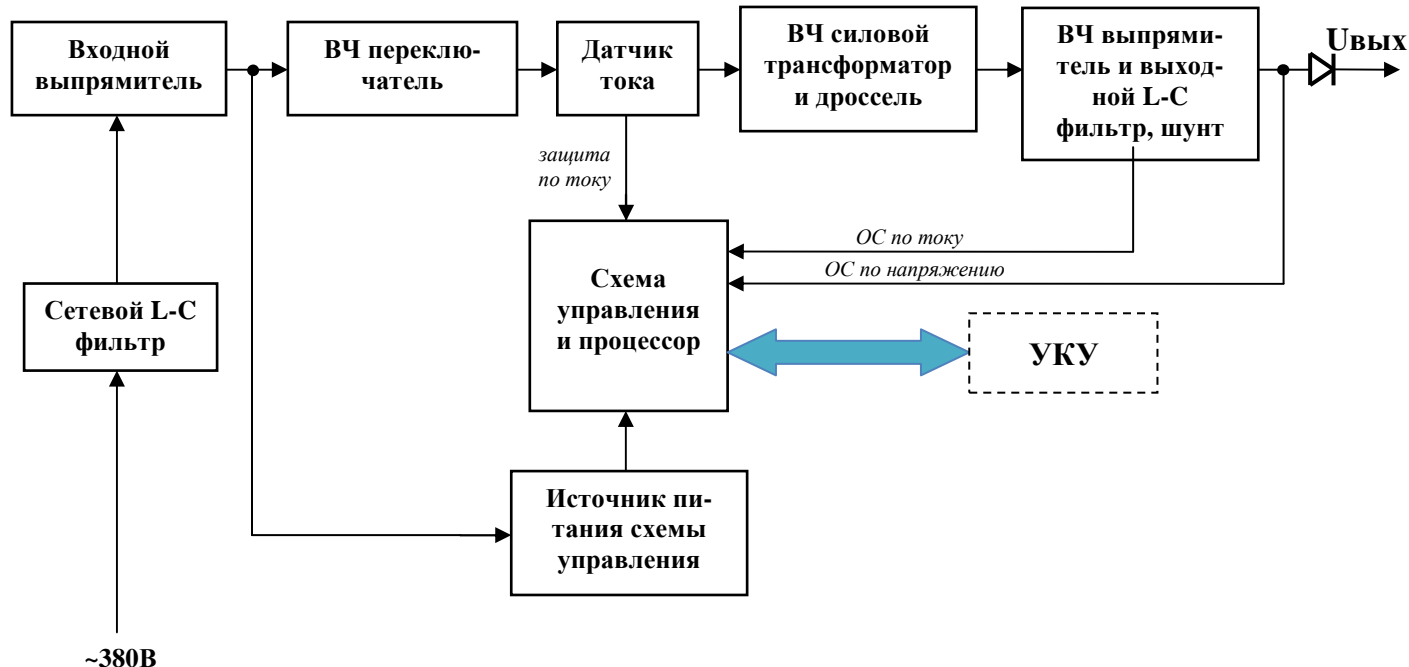 Входной
выпрямитель
ВЧ переклю-
чатель
Датчик
тока
ВЧ силовой
трансформатор
и дроссель
ВЧ выпрями-
тель и выход-
ной L-C
фильтр, шунт
Uвых
защита
по току
ОС по току
ОС по напряжению
Сетевой L-C
фильтр
Схема
управления
и процессор
УКУ
Источник пи-
тания схемы
управления
~380В